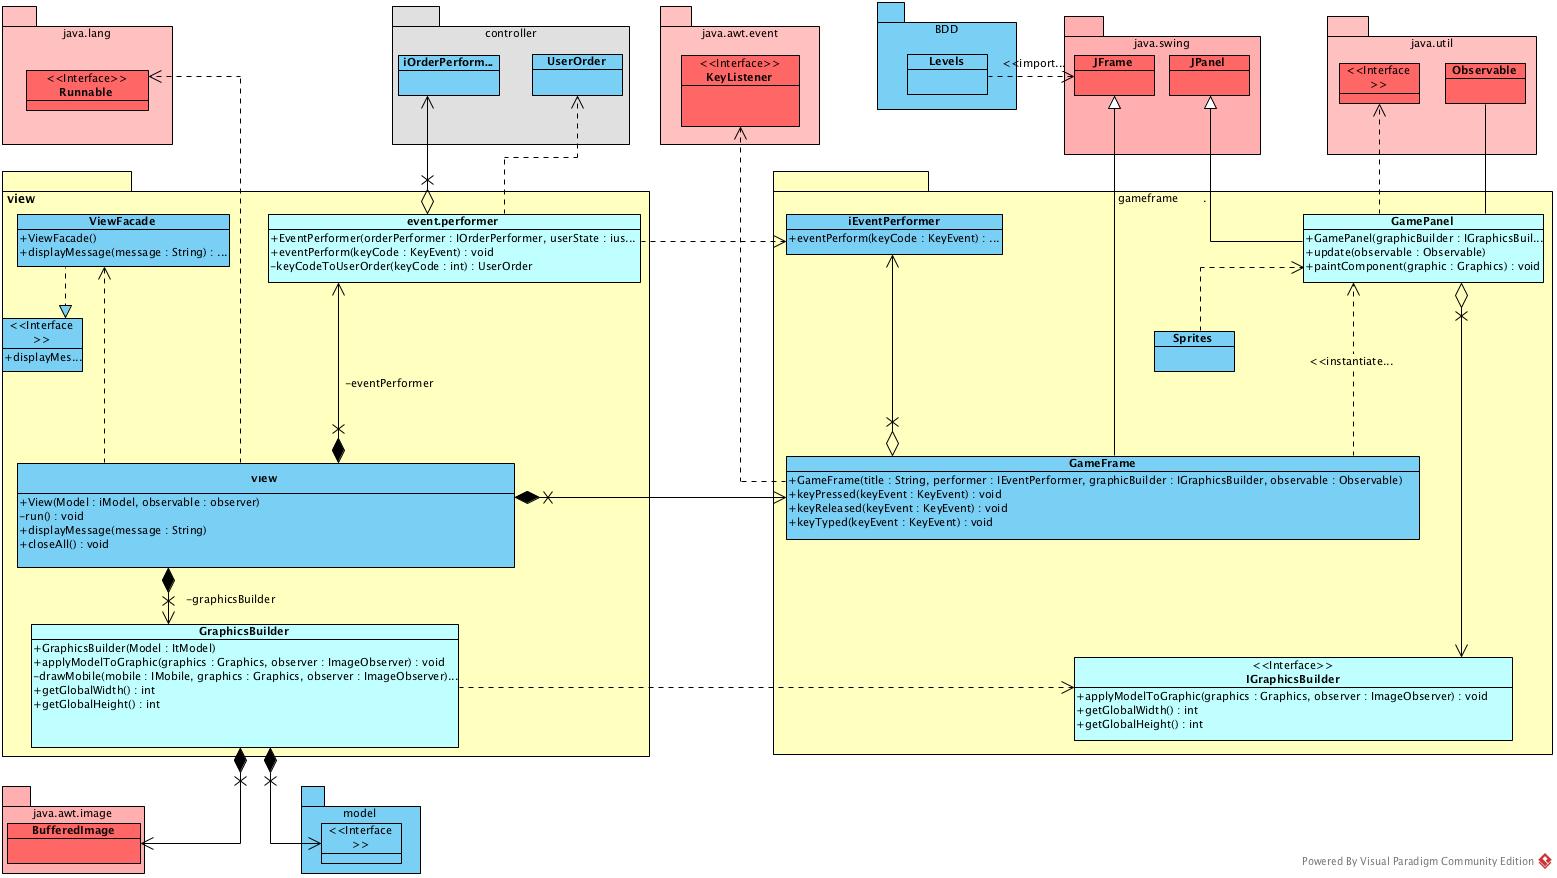 java.lang
<<Interface>>
Runnable
controller
iOrderPerform...
UserOrder
java.awt.event
<<Interface>>
KeyListener
BDD
Levels
<<import...
java.swing
JFrame
JPanel
java.util
<<Interface
>>
Observable
view
ViewFacade
+ViewFacade()
+displayMessage(message : String) : ...
<<Interface
>>
+displayMes...
event.performer
+EventPerformer(orderPerformer : IOrderPerformer, userState : ius...
+eventPerform(keyCode : KeyEvent) : void
-keyCodeToUserOrder(keyCode : int) : UserOrder
-eventPerformer
view
+View(Model : iModel, observable : observer)
-run() : void
+displayMessage(message : String)
+closeAll() : void
-graphicsBuilder
GraphicsBuilder
+GraphicsBuilder(Model : ItModel)
+applyModelToGraphic(graphics : Graphics, observer : ImageObserver) : void
-drawMobile(mobile : IMobile, graphics : Graphics, observer : ImageObserver)...
+getGlobalWidth() : int
+getGlobalHeight() : int
gameframe .
iEventPerformer
+eventPerform(keyCode : KeyEvent) : ...
GamePanel
+GamePanel(graphicBuilder : IGraphicsBuil...
+update(observable : Observable)
+paintComponent(graphic : Graphics) : void
Sprites
<<instantiate...
GameFrame
+GameFrame(title : String, performer : IEventPerformer, graphicBuilder : IGraphicsBuilder, observable : Observable)
+keyPressed(keyEvent : KeyEvent) : void
+keyReleased(keyEvent : KeyEvent) : void
+keyTyped(keyEvent : KeyEvent) : void
<<Interface>>
IGraphicsBuilder
+applyModelToGraphic(graphics : Graphics, observer : ImageObserver) : void
+getGlobalWidth() : int
+getGlobalHeight() : int
java.awt.image
BufferedImage
model
<<Interface
>>
Powered By Visual Paradigm Community Edition